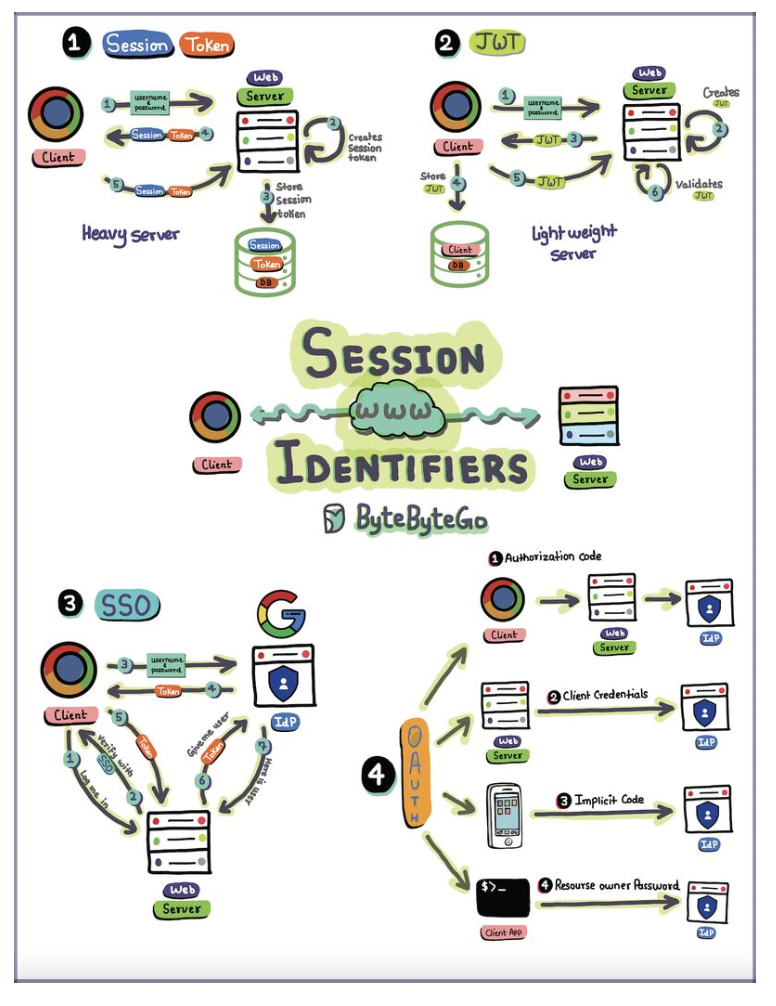 1 Session Token
Client
1 username & password
Session Token 4
5 Session Token
Web
Server
2
Creates
Session
token
3 Store
Session
token
Heavy server
Session
Token
DB
2 JWT
Client
1 username & password
JWT 3
5 JWT
Web
Server
Creates
JWT
2
6 Validates
JWT
Store
JWT
4
Client
DB
Light weight
server
SESSION
WWW
IDENTIFIERS
Client
Web
Server
ByteByteGo
3 SSO
G
Client
3 username & password
Token 4
IdP
1 Log me in
Verify with
SSO
2
5 Token
Give me user
Token
6
7 Here is user
Web
Server
4
OAUTH
1 Authorization code
Client
Web
Server
IdP
2 Client Credentials
Web
Server
IdP
3 Implicit Code
IdP
4 Resourse owner Password
$>_
Client App
IdP